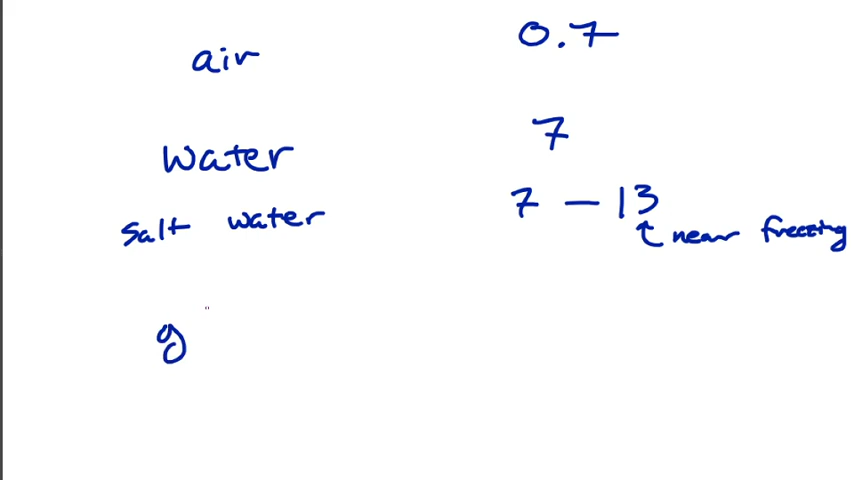 air 0.7
water 7
salt water 7 – 13
near freezing
g